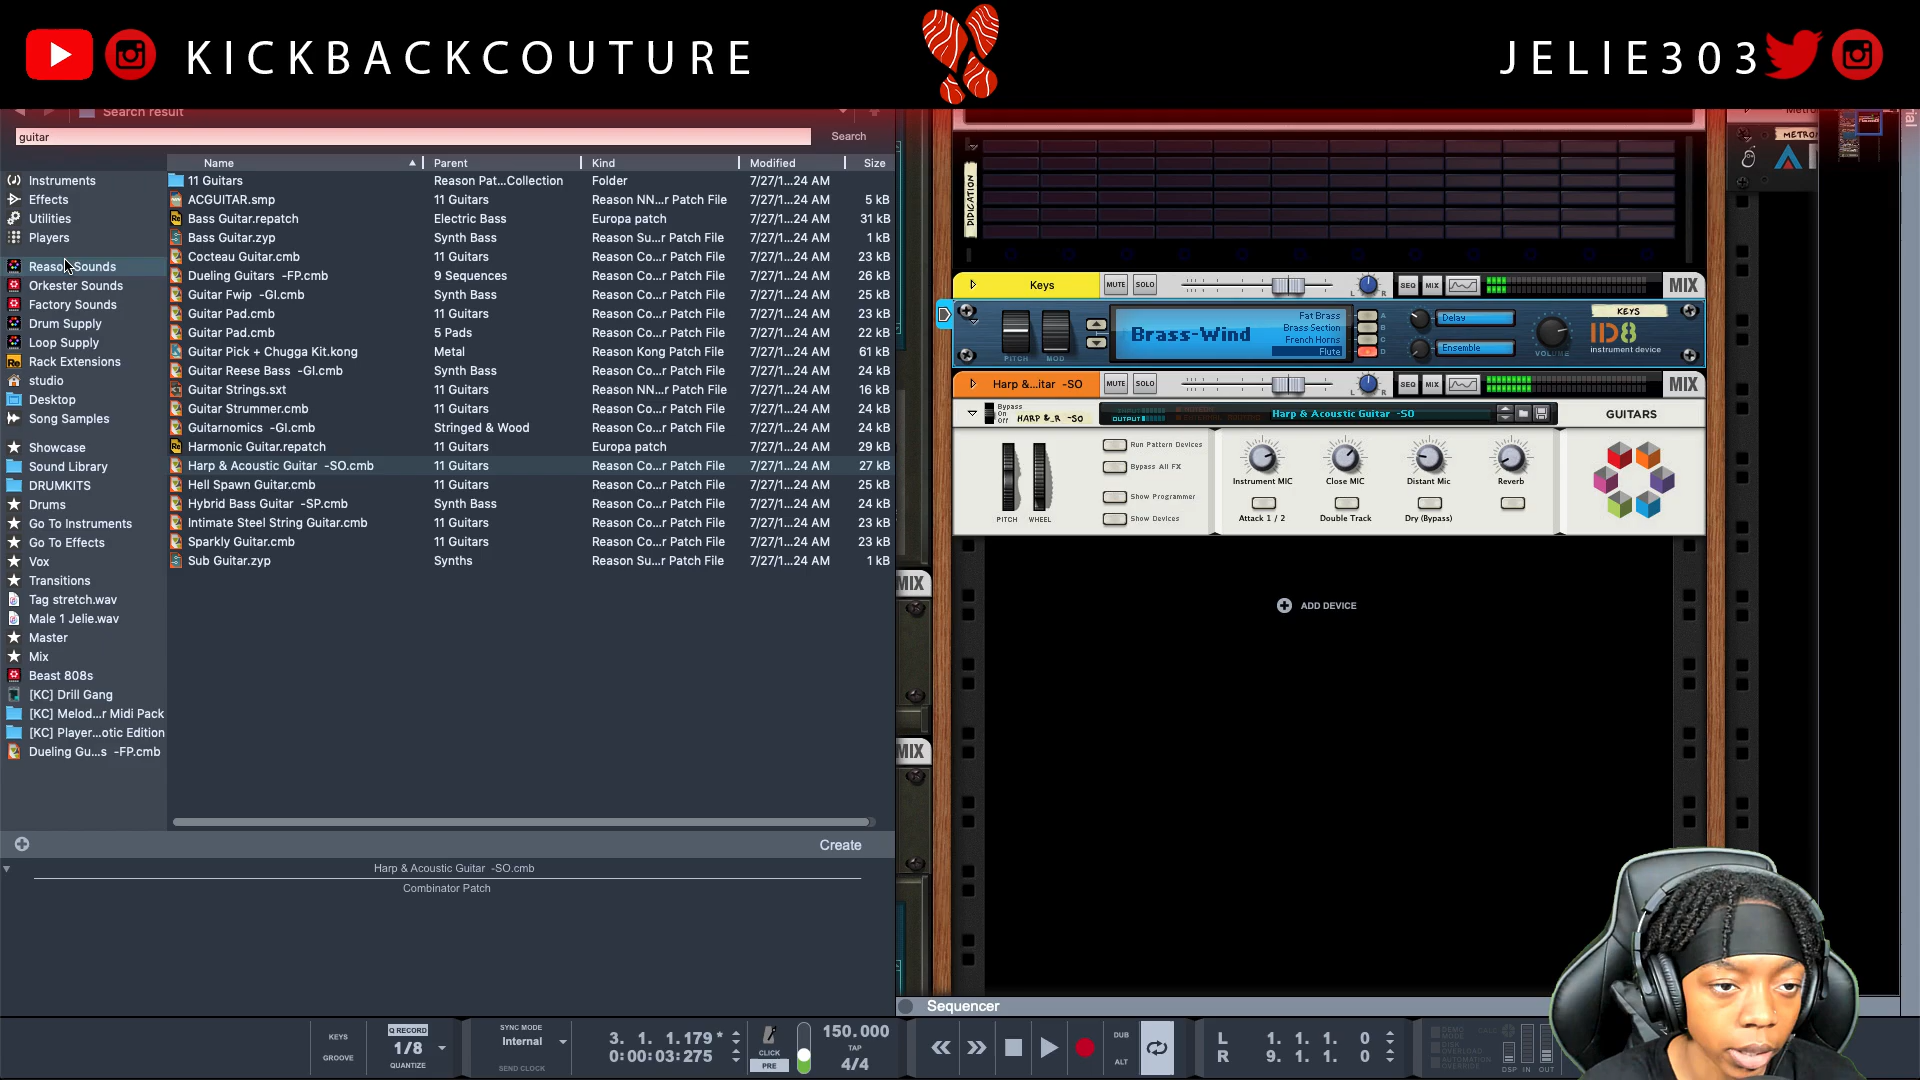 KICKBACKCOUTURE
JELIE303
Search result
guitar
Search
Name Parent Kind Modified Size
Instruments
Effects
Utilities
Players
Reason Sounds
Orkester Sounds
Factory Sounds
Drum Supply
Loop Supply
Rack Extensions
studio
Desktop
Song Samples
Showcase
Sound Library
DRUMKITS
Drums
Go To Instruments
Go To Effects
Vox
Transitions
Tag stretch.wav
Male 1 Jelie.wav
Master
Mix
Beast 808s
[KC] Drill Gang
[KC] Melod...r Midi Pack
[KC] Player...otic Edition
Dueling Gu...s -FP.cmb
11 Guitars Reason Pat...Collection Folder 7/27/1...24 AM
ACGUITAR.smp 11 Guitars Reason NN...r Patch File 7/27/1...24 AM 5 kB
Bass Guitar.repatch Electric Bass Europa patch 7/27/1...24 AM 31 kB
Bass Guitar.zyp Synth Bass Reason Su...r Patch File 7/27/1...24 AM 1 kB
Cocteau Guitar.cmb 11 Guitars Reason Co...r Patch File 7/27/1...24 AM 23 kB
Dueling Guitars -FP.cmb 9 Sequences Reason Co...r Patch File 7/27/1...24 AM 26 kB
Guitar Fwip -GI.cmb Synth Bass Reason Co...r Patch File 7/27/1...24 AM 25 kB
Guitar Pad.cmb 11 Guitars Reason Co...r Patch File 7/27/1...24 AM 23 kB
Guitar Pad.cmb 5 Pads Reason Co...r Patch File 7/27/1...24 AM 22 kB
Guitar Pick + Chugga Kit.kong Metal Reason Kong Patch File 7/27/1...24 AM 61 kB
Guitar Reese Bass -GI.cmb Synth Bass Reason Co...r Patch File 7/27/1...24 AM 24 kB
Guitar Strings.sxt 11 Guitars Reason NN...r Patch File 7/27/1...24 AM 16 kB
Guitar Strummer.cmb 11 Guitars Reason Co...r Patch File 7/27/1...24 AM 24 kB
Guitarnomics -GI.cmb Stringed & Wood Reason Co...r Patch File 7/27/1...24 AM 24 kB
Harmonic Guitar.repatch 11 Guitars Europa patch 7/27/1...24 AM 29 kB
Harp & Acoustic Guitar -SO.cmb 11 Guitars Reason Co...r Patch File 7/27/1...24 AM 27 kB
Hell Spawn Guitar.cmb 11 Guitars Reason Co...r Patch File 7/27/1...24 AM 25 kB
Hybrid Bass Guitar -SP.cmb Synth Bass Reason Co...r Patch File 7/27/1...24 AM 24 kB
Intimate Steel String Guitar.cmb 11 Guitars Reason Co...r Patch File 7/27/1...24 AM 23 kB
Sparkly Guitar.cmb 11 Guitars Reason Co...r Patch File 7/27/1...24 AM 23 kB
Sub Guitar.zyp Synths Reason Su...r Patch File 7/27/1...24 AM 1 kB
Create
Harp & Acoustic Guitar -SO.cmb
Combinator Patch
METRO
Keys MUTE SOLO L R SEQ MIX MIX
PITCH MOD
Brass-Wind
Fat Brass A
Brass Section B
French Horns C
Flute D
Delay
Ensemble
VOLUME
KEYS
ID8
instrument device
Harp &...itar -SO MUTE SOLO L R SEQ MIX MIX
Bypass
On
Off
HARP &_R -SO
OUTPUT
Harp & Acoustic Guitar -SO
GUITARS
PITCH WHEEL
Run Pattern Devices
Bypass All FX
Show Programmer
Show Devices
Instrument MIC Close MIC Distant Mic Reverb
Attack 1 / 2 Double Track Dry (Bypass)
MIX
MIX
ADD DEVICE
Sequencer
KEYS
GROOVE
Q RECORD
1/8
QUANTIZE
SYNC MODE
Internal
SEND CLOCK
3. 1. 1.179 *
0:00:03:275
CLICK
PRE
150.000
TAP
4/4
DUB
ALT
L 1. 1. 1. 0
R 9. 1. 1. 0
DSP IN OUT